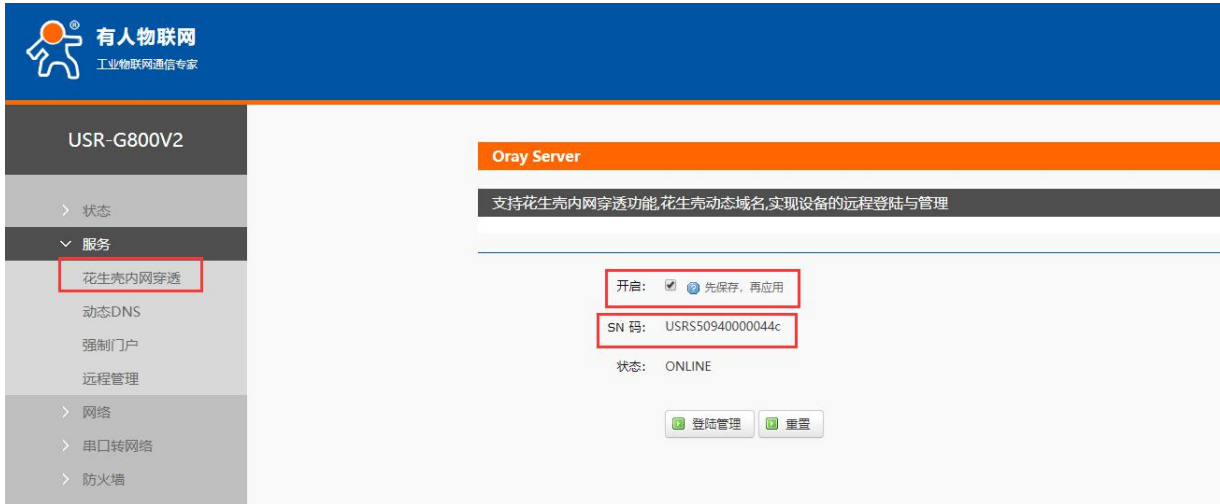 有人物联网
工业物联网通信专家
USR-G800V2
状态
服务
花生壳内网穿透
动态DNS
强制门户
远程管理
网络
串口转网络
防火墙
Oray Server
支持花生壳内网穿透功能,花生壳动态域名,实现设备的远程登陆与管理
开启: 先保存，再应用
SN 码: USRS50940000044c
状态: ONLINE
登陆管理 重置